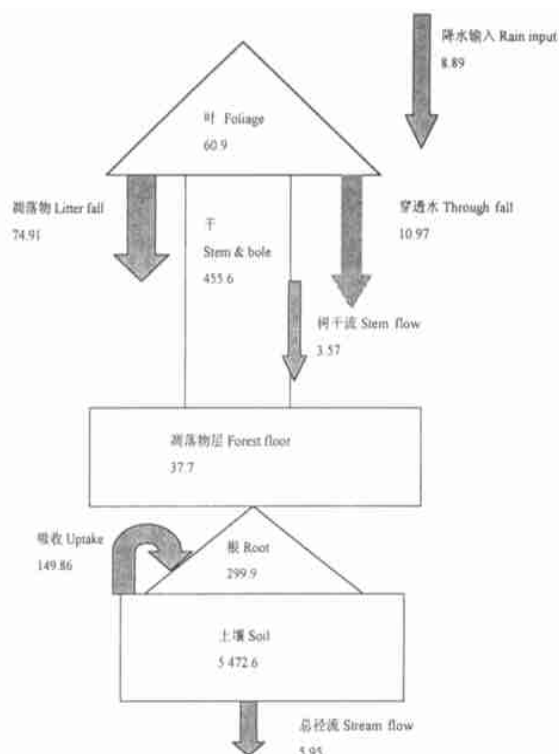 降水输入 Rain input
8.89
叶 Foliage
60.9
凋落物 Litter fall
74.91
干
Stem & bole
455.6
穿透水 Through fall
10.97
树干流 Stem flow
3.57
凋落物层 Forest floor
37.7
吸收 Uptake
149.86
根 Root
299.9
土壤 Soil
5 472.6
总径流 Stream flow
5.95